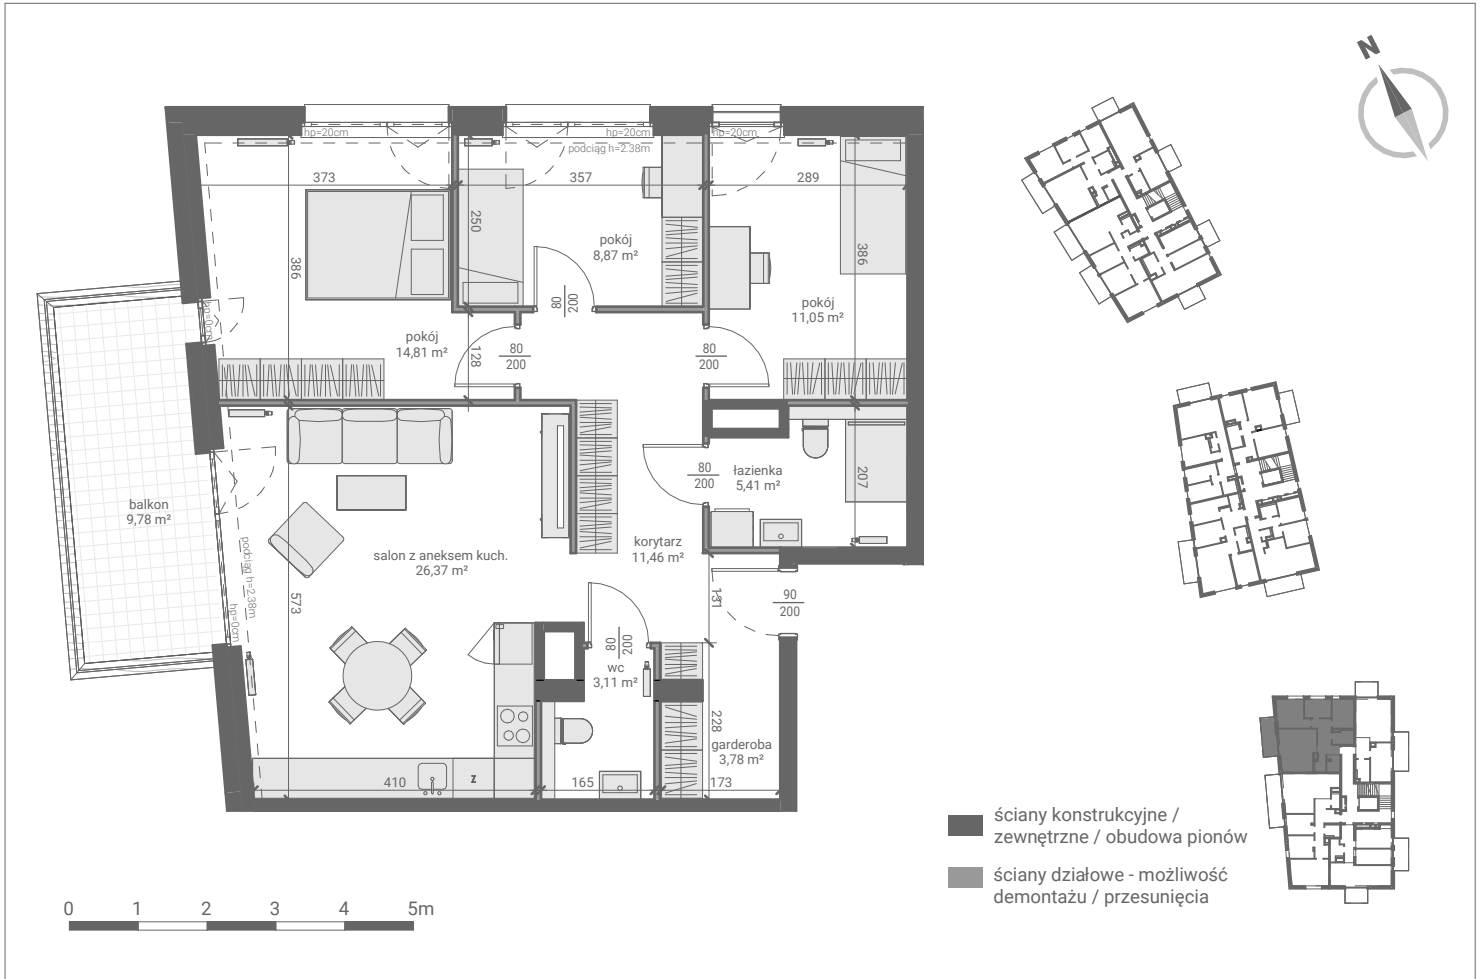 N
hp=20cm
hp=20cm
hp=20cm
podciąg h=2.38m
373
357
289
250
386
386
pokój
8,87 m²
80
200
pokój
11,05 m²
hp=0cm
pokój
14,81 m²
128
80
200
80
200
balkon
9,78 m²
80
200
łazienka
5,41 m²
207
salon z aneksem kuch.
26,37 m²
korytarz
11,46 m²
podciąg h=2.38m
hp=0cm
573
131
90
200
80
200
wc
3,11 m²
228
garderoba
3,78 m²
410
z
165
173
ściany konstrukcyjne /
zewnętrzne / obudowa pionów
ściany działowe - możliwość
demontażu / przesunięcia
0 1 2 3 4 5m